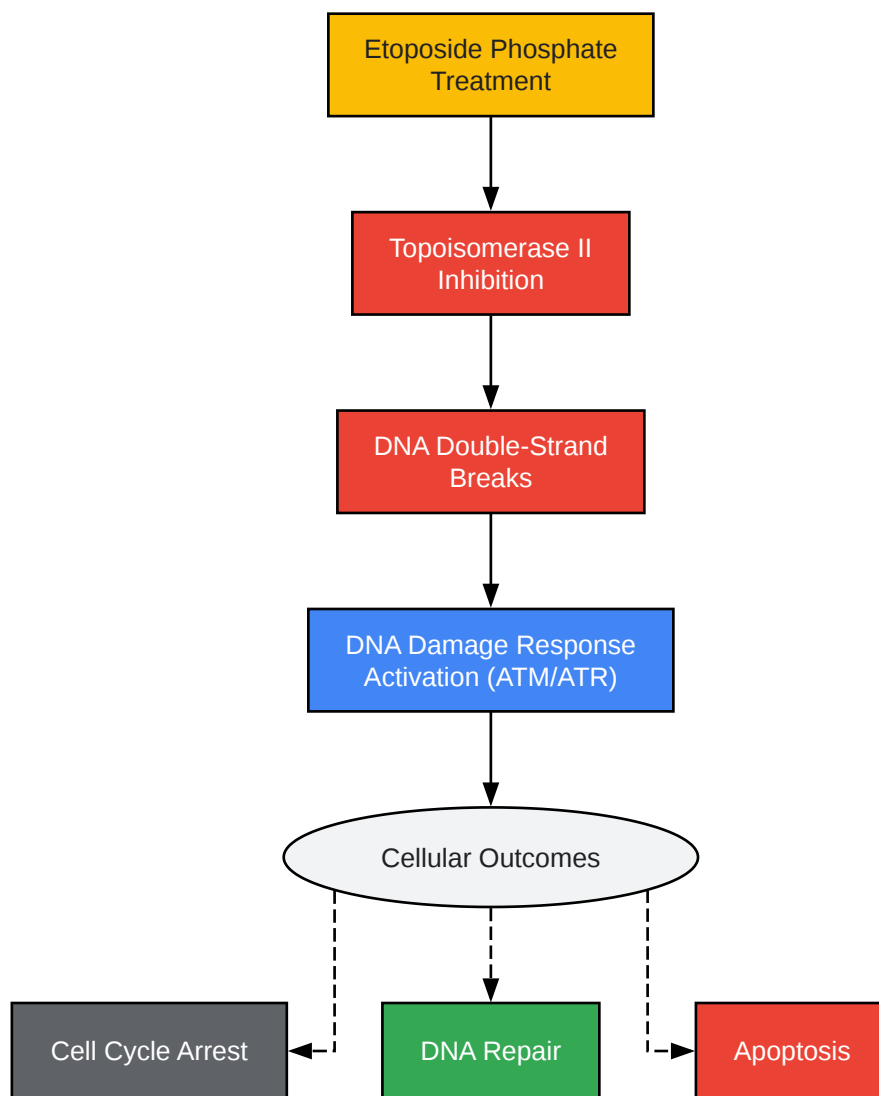 Etoposide Phosphate
Treatment
Topoisomerase II
Inhibition
DNA Double-Strand
Breaks
DNA Damage Response
Activation (ATM/ATR)
Cellular Outcomes
Cell Cycle Arrest
DNA Repair
Apoptosis